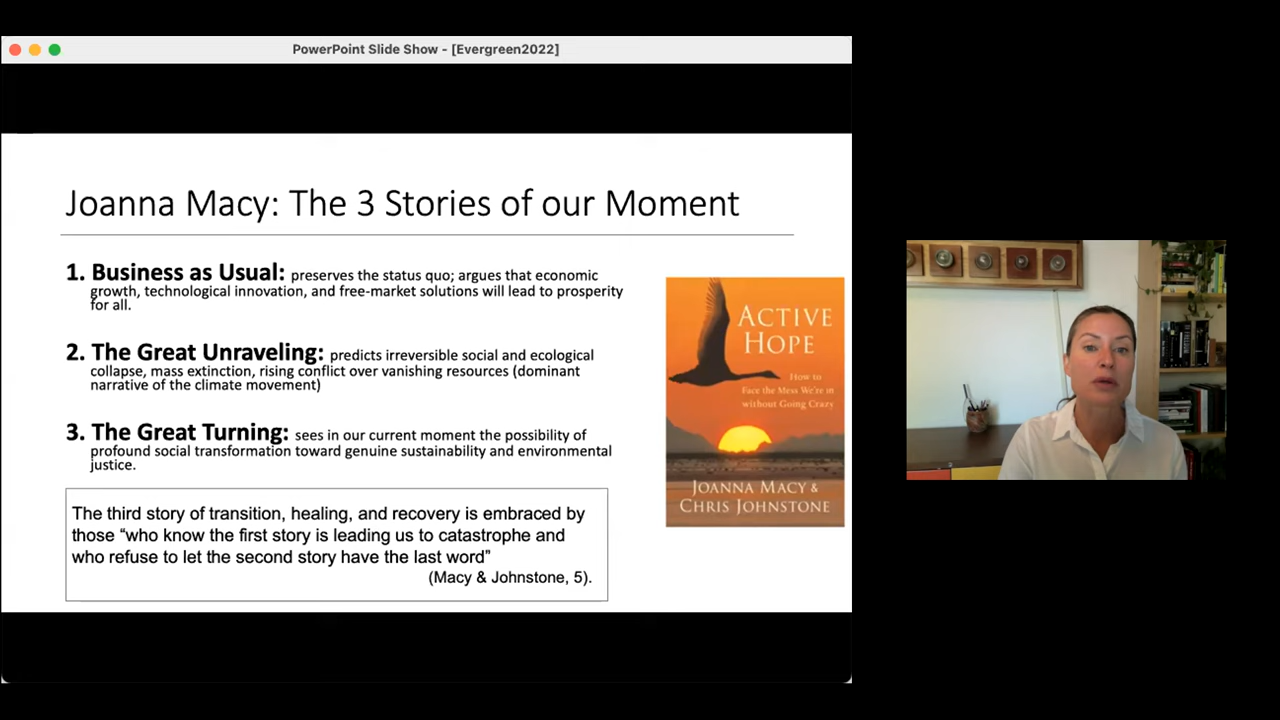 PowerPoint Slide Show - [Evergreen2022]
Joanna Macy: The 3 Stories of our Moment
1. Business as Usual: preserves the status quo; argues that economic
growth, technological innovation, and free-market solutions will lead to prosperity
for all.
2. The Great Unraveling: predicts irreversible social and ecological
collapse, mass extinction, rising conflict over vanishing resources (dominant
narrative of the climate movement)
3. The Great Turning: sees in our current moment the possibility of
profound social transformation toward genuine sustainability and environmental
justice.
The third story of transition, healing, and recovery is embraced by
those “who know the first story is leading us to catastrophe and
who refuse to let the second story have the last word”
(Macy & Johnstone, 5).
ACTIVE
HOPE
How to
Face the Mess We're in
without Going Crazy
JOANNA MACY &
CHRIS JOHNSTONE